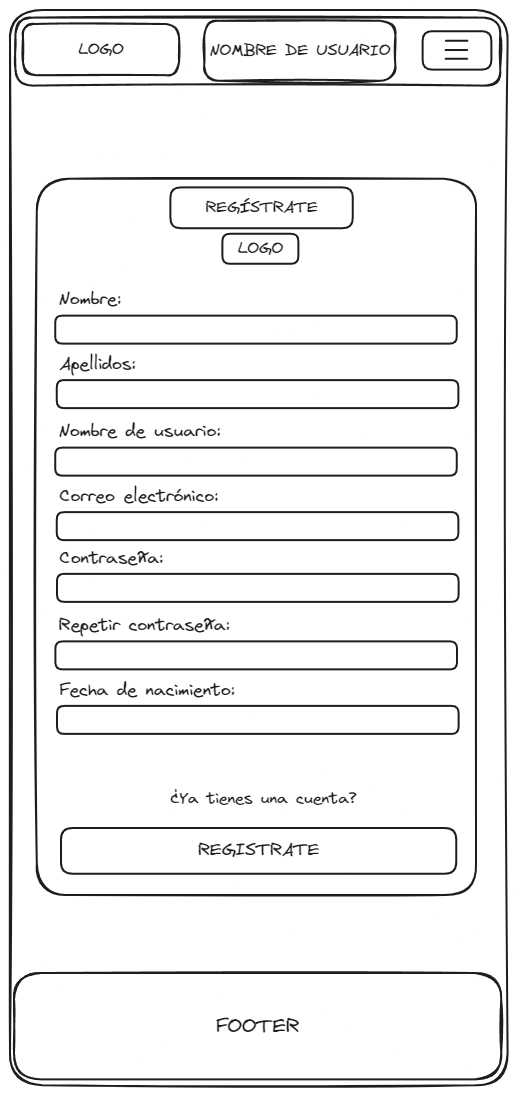 LOGO
NOMBRE DE USUARIO
REGÍSTRATE
LOGO
Nombre:
Apellidos:
Nombre de usuario:
Correo electrónico:
Contraseña:
Repetir contraseña:
Fecha de nacimiento:
¿Ya tienes una cuenta?
REGISTRATE
FOOTER